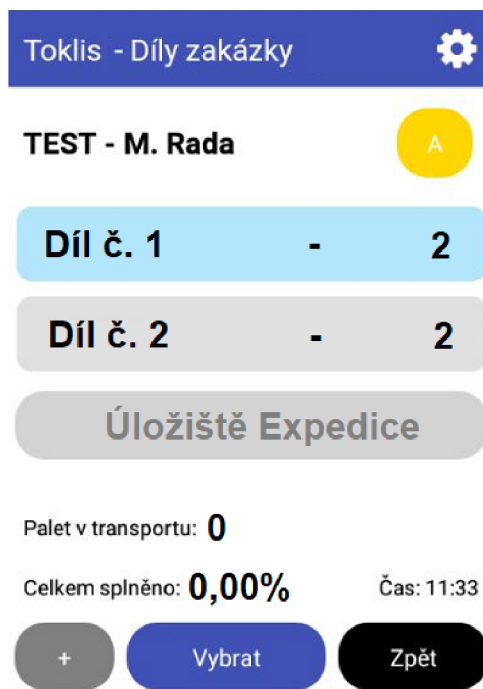 Toklis - Díly zakázky
TEST - M. Rada A
Díl č. 1 - 2
Díl č. 2 - 2
Úložiště Expedice
Palet v transportu: 0
Celkem splněno: 0,00% Čas: 11:33
+ Vybrat Zpět